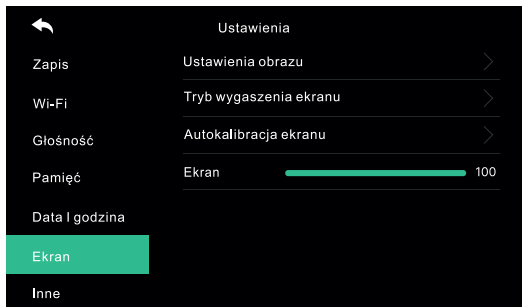 Ustawienia
Zapis
Wi-Fi
Głośność
Pamięć
Data I godzina
Ekran
Inne
Ustawienia obrazu
Tryb wygaszenia ekranu
Autokalibracja ekranu
Ekran 100